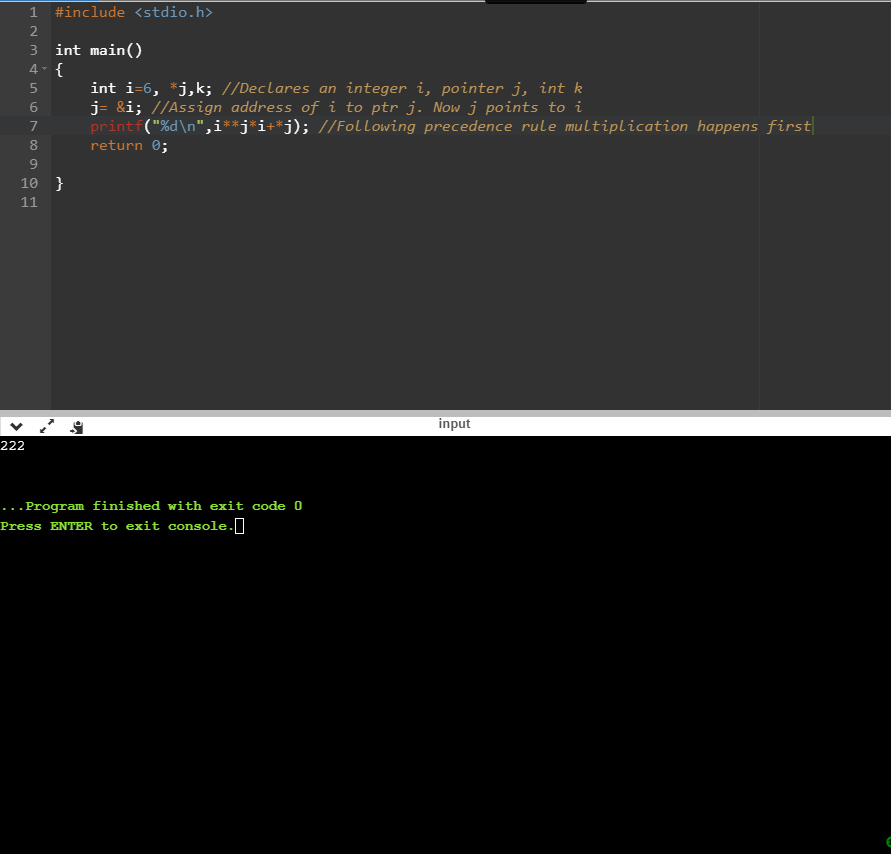 1 #include <stdio.h>
2
3 int main()
4 {
5     int i=6, *j,k; //Declares an integer i, pointer j, int k
6     j= &i; //Assign address of i to ptr j. Now j points to i
7     printf("%d\n",i**j*i+*j); //Following precedence rule multiplication happens first
8     return 0;
9
10 }
11
input
222
...Program finished with exit code 0
Press ENTER to exit console.